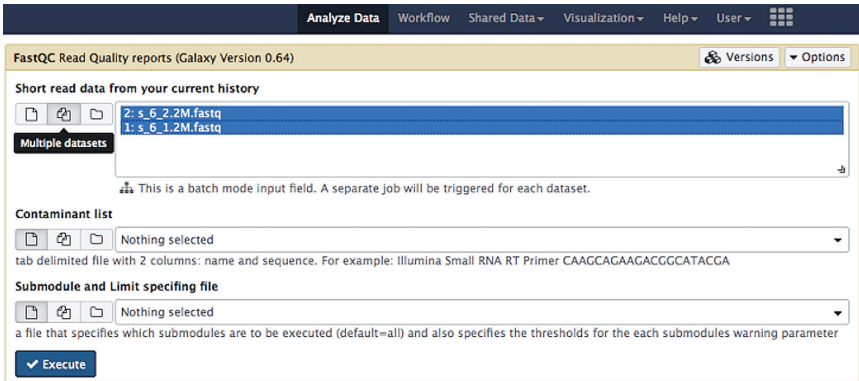 Analyze Data Workflow Shared Data Visualization Help User
FastQC Read Quality reports (Galaxy Version 0.64) Versions Options
Short read data from your current history
2: s_6_2.2M.fastq
1: s_6_1.2M.fastq
Multiple datasets
This is a batch mode input field. A separate job will be triggered for each dataset.
Contaminant list
Nothing selected
tab delimited file with 2 columns: name and sequence. For example: Illumina Small RNA RT Primer CAAGCAGAAGACGGCATACGA
Submodule and Limit specifing file
Nothing selected
a file that specifies which submodules are to be executed (default=all) and also specifies the thresholds for the each submodules warning parameter
Execute